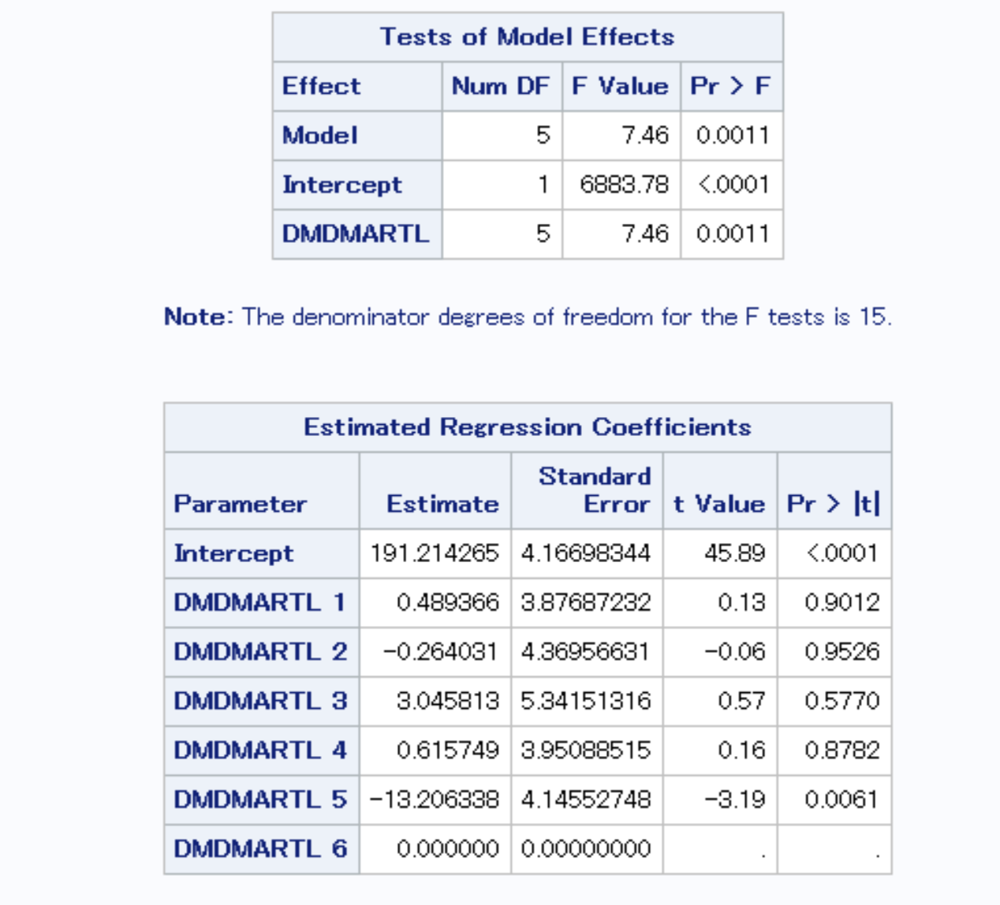 Tests of Model Effects
Effect Num DF F Value Pr > F
Model 5 7.46 0.0011
Intercept 1 6883.78 <.0001
DMDMARTL 5 7.46 0.0011
Note: The denominator degrees of freedom for the F tests is 15.
Estimated Regression Coefficients
Parameter Estimate Standard Error t Value Pr > |t|
Intercept 191.214265 4.16698344 45.89 <.0001
DMDMARTL 1 0.489366 3.87687232 0.13 0.9012
DMDMARTL 2 -0.264031 4.36956631 -0.06 0.9526
DMDMARTL 3 3.045813 5.34151316 0.57 0.5770
DMDMARTL 4 0.615749 3.95088515 0.16 0.8782
DMDMARTL 5 -13.206338 4.14552748 -3.19 0.0061
DMDMARTL 6 0.000000 0.00000000 . .